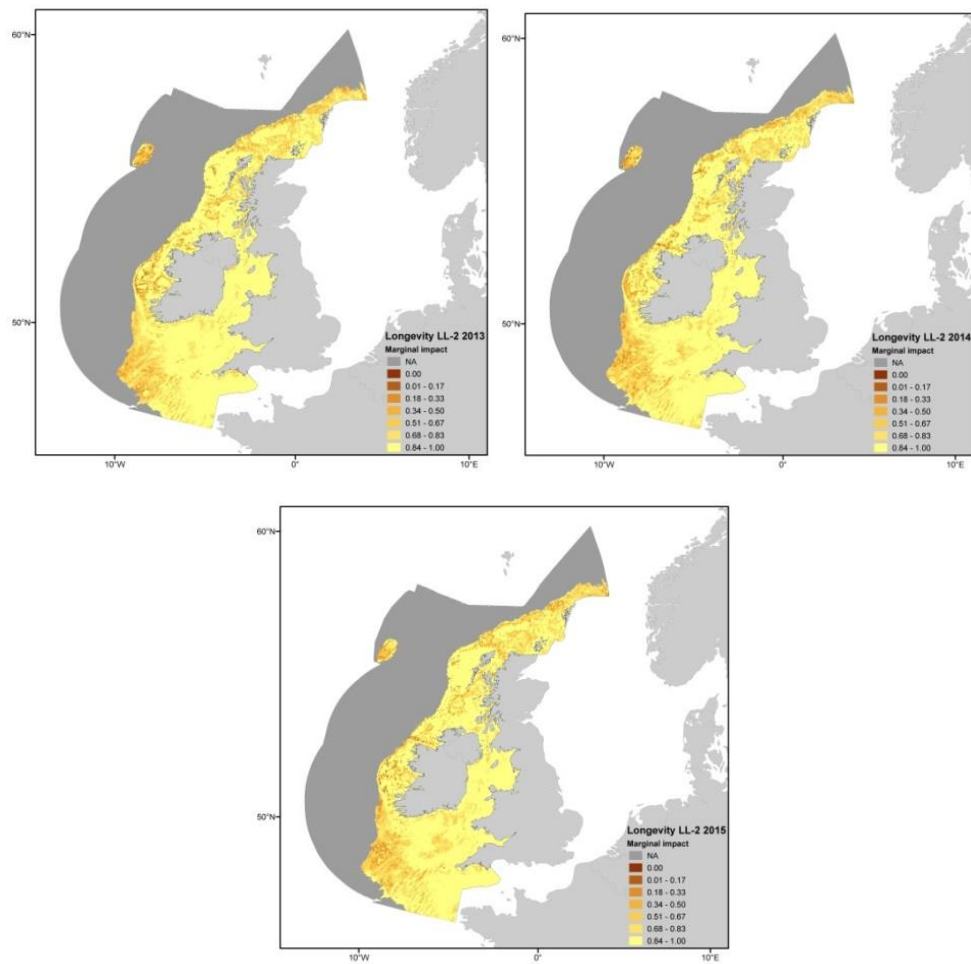 60°N
50°N
Longevity LL-2 2013
Marginal impact
NA
0.00
0.01 - 0.17
0.18 - 0.33
0.34 - 0.50
0.51 - 0.67
0.68 - 0.83
0.84 - 1.00
10°W 0° 10°E
60°N
50°N
Longevity LL-2 2014
Marginal impact
NA
0.00
0.01 - 0.17
0.18 - 0.33
0.34 - 0.50
0.51 - 0.67
0.68 - 0.83
0.84 - 1.00
10°W 0° 10°E
60°N
50°N
Longevity LL-2 2015
Marginal impact
NA
0.00
0.01 - 0.17
0.18 - 0.33
0.34 - 0.50
0.51 - 0.67
0.68 - 0.83
0.84 - 1.00
10°W 0° 10°E